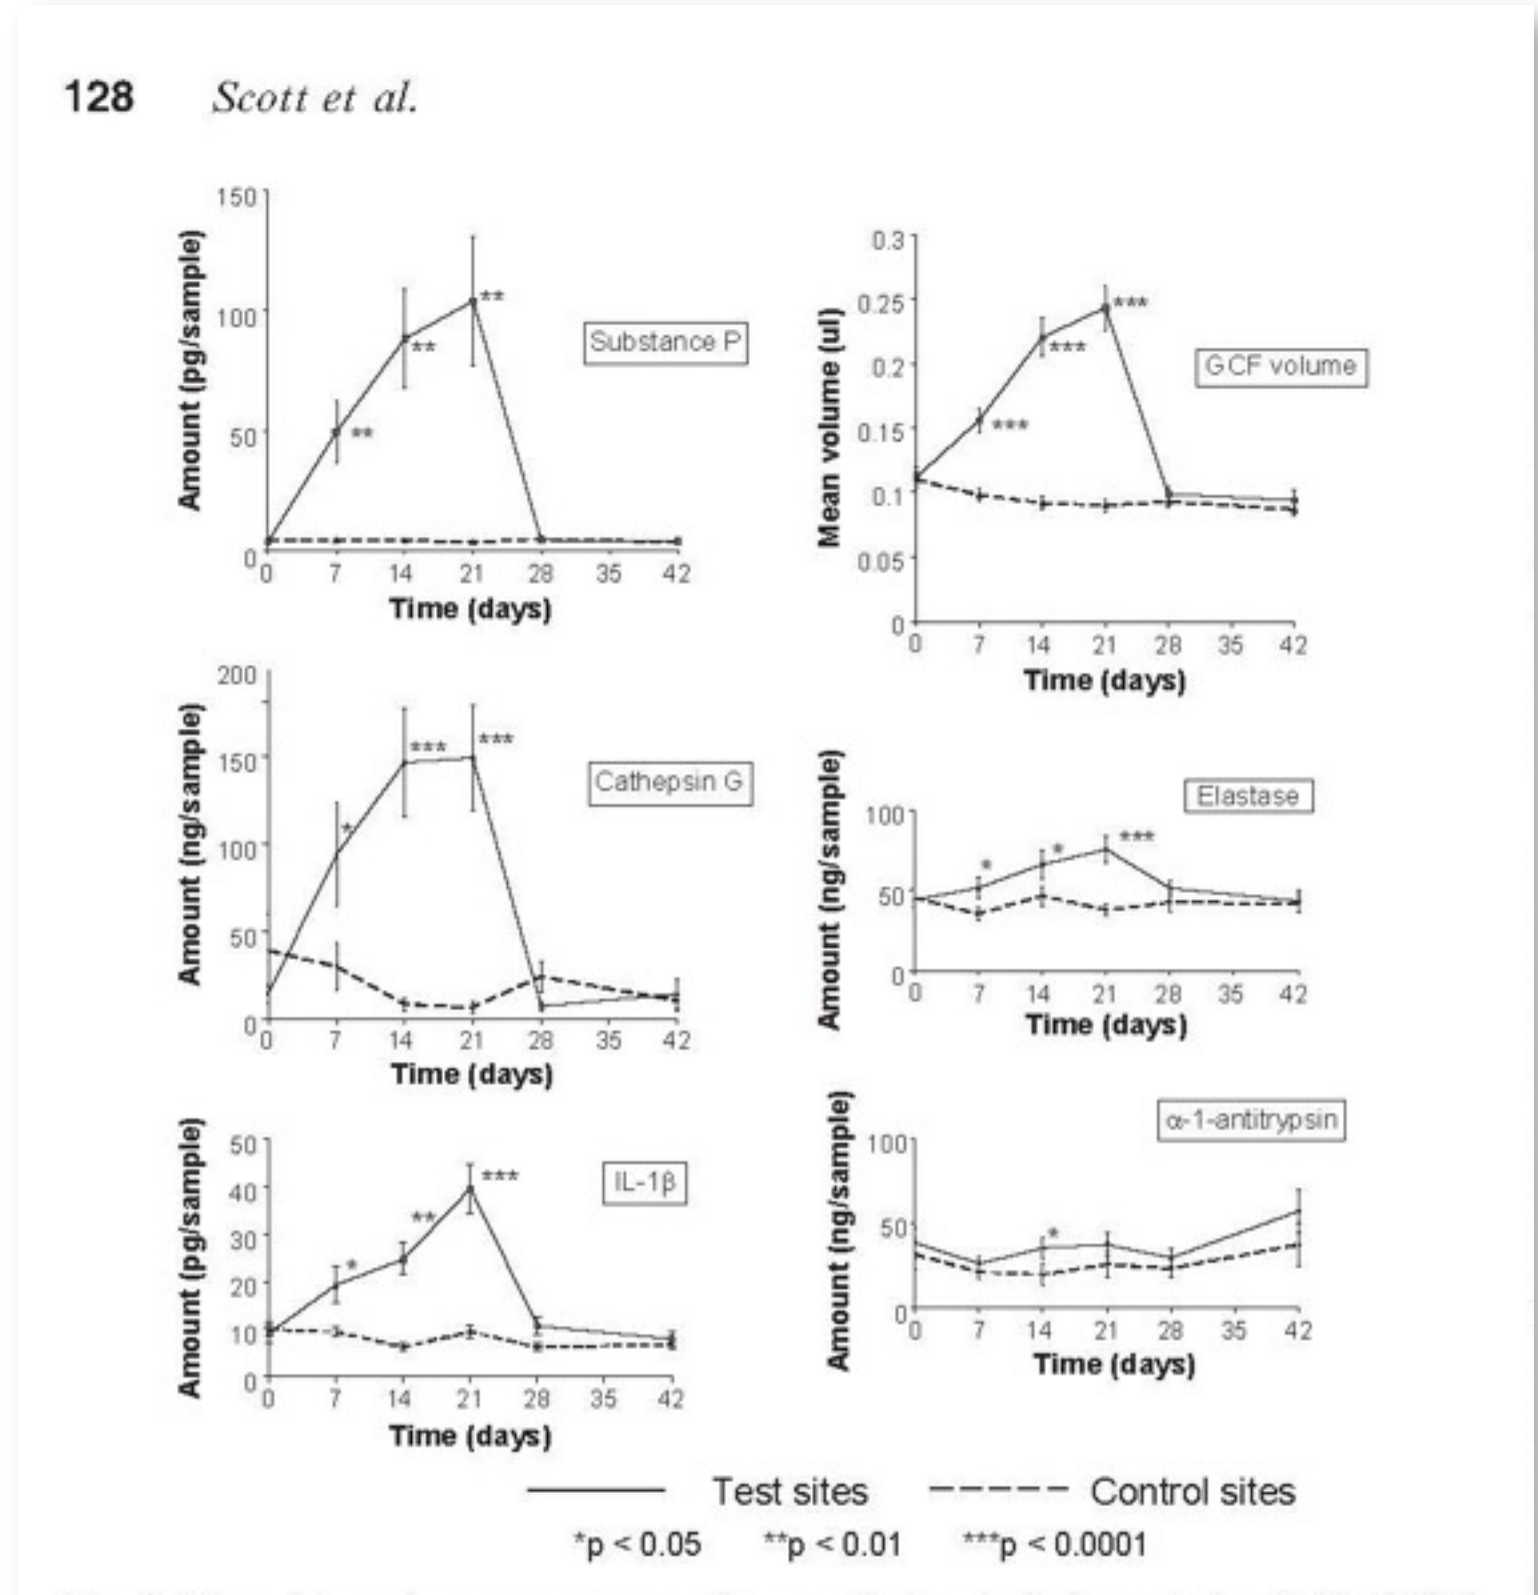 128 Scott et al.
Amount (pg/sample)
150
100
50
0
**
**
**
Substance P
0 7 14 21 28 35 42
Time (days)
Mean volume (ul)
0.3
0.25
0.2
0.15
0.1
0.05
0
***
***
***
GCF volume
0 7 14 21 28 35 42
Time (days)
Amount (ng/sample)
200
150
100
50
0
*
***
***
Cathepsin G
0 7 14 21 28 35 42
Time (days)
Amount (ng/sample)
100
50
0
*
*
***
Elastase
0 7 14 21 28 35 42
Time (days)
Amount (pg/sample)
50
40
30
20
10
0
*
**
***
IL-1β
0 7 14 21 28 35 42
Time (days)
Amount (ng/sample)
100
50
0
*
α-1-antitrypsin
0 7 14 21 28 35 42
Time (days)
Test sites Control sites
*p < 0.05 **p < 0.01 ***p < 0.0001